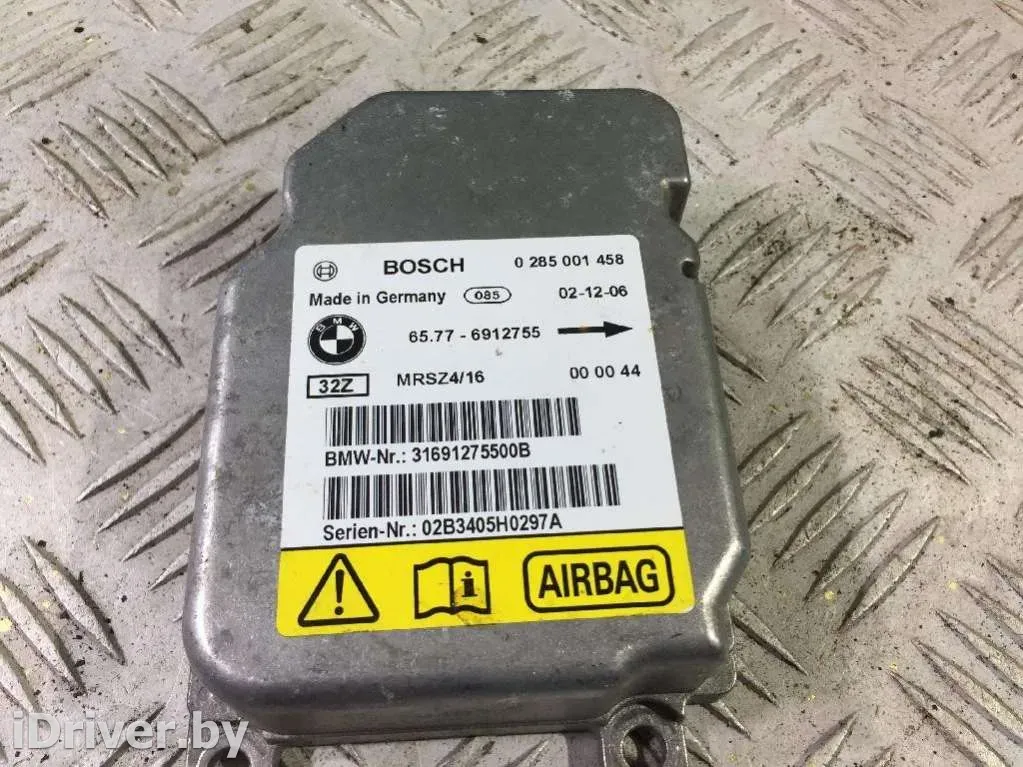 BOSCH 0 285 001 458
Made in Germany 085 02-12-06
BMW 65.77 - 6912755
32Z MRSZ4/16 00 00 44
BMW-Nr.: 31691275500B
Serien-Nr.: 02B3405H0297A
AIRBAG
iDriver.by